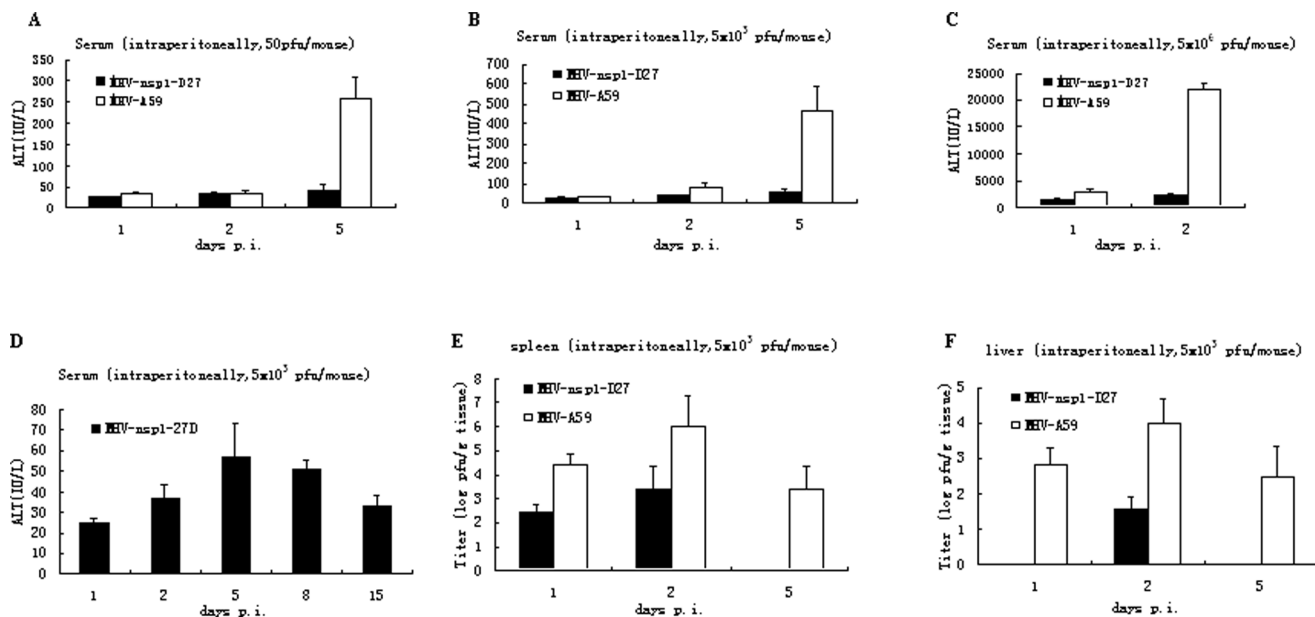 A
Serum (intraperitoneally,50pfu/mouse)
350
300
250
200
150
100
50
0
ALT(IU/L)
MHV-nsp1-D27
MHV-A59
1 2 5
days p.i.
B
Serum (intraperitoneally,5x10³ pfu/mouse)
700
600
500
400
300
200
100
0
ALT(IU/L)
MHV-nsp1-D27
MHV-A59
1 2 5
days p.i.
C
Serum (intraperitoneally,5x10⁶ pfu/mouse)
25000
20000
15000
10000
5000
0
ALT(IU/L)
MHV-nsp1-D27
MHV-A59
1 2
days p.i.
D
Serum (intraperitoneally,5x10³ pfu/mouse)
80
70
60
50
40
30
20
10
0
ALT(IU/L)
MHV-nsp1-27D
1 2 5 8 15
days p.i.
E
spleen (intraperitoneally,5x10³ pfu/mouse)
8
7
6
5
4
3
2
1
0
Titer (log pfu/g tissue)
MHV-nsp1-D27
MHV-A59
1 2 5
days p.i.
F
liver (intraperitoneally,5x10³ pfu/mouse)
5
4
3
2
1
0
Titer (log pfu/g tissue)
MHV-nsp1-D27
MHV-A59
1 2 5
days p.i.